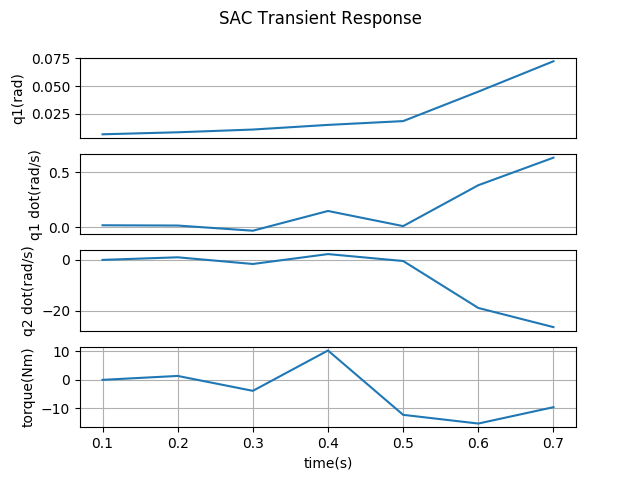 SAC Transient Response
q1(rad)
0.075
0.050
0.025
q1 dot(rad/s)
0.5
0.0
q2 dot(rad/s)
0
−20
torque(Nm)
10
0
−10
0.1 0.2 0.3 0.4 0.5 0.6 0.7
time(s)